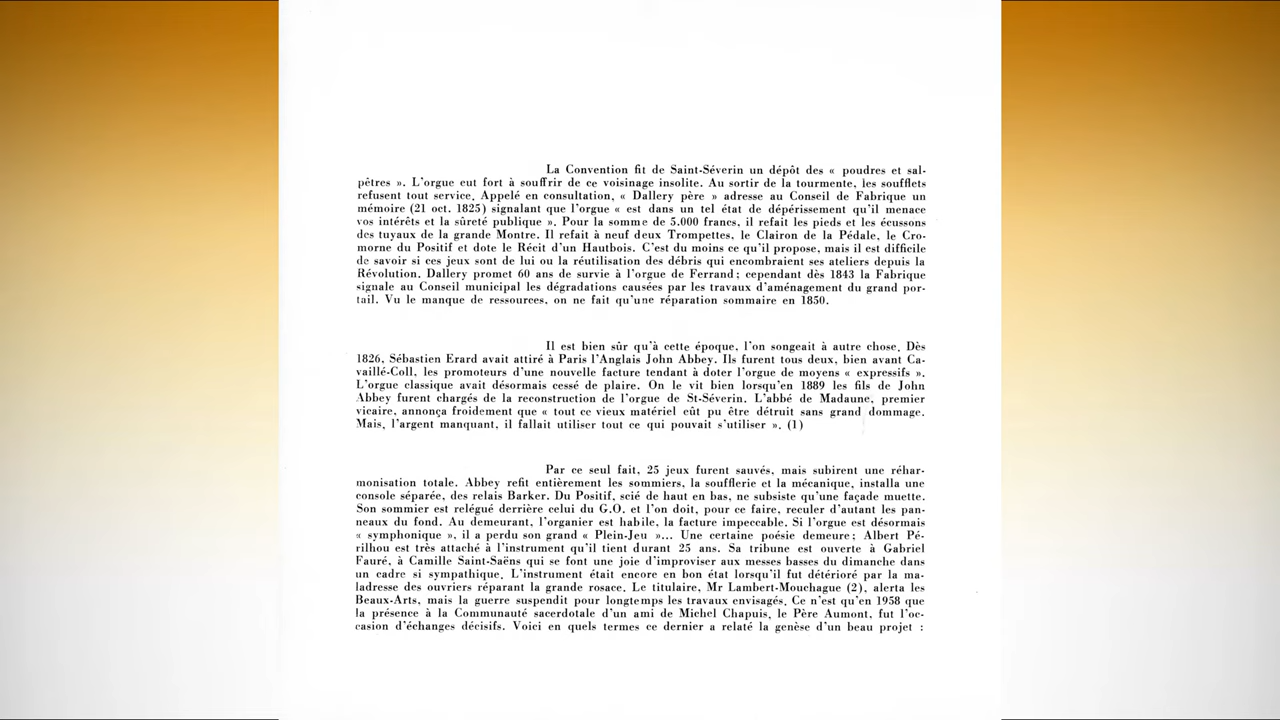 La Convention fit de Saint-Séverin un dépôt des « poudres et sal-
pêtres ». L'orgue eut fort à souffrir de ce voisinage insolite. Au sortir de la tourmente, les soufflets
refusent tout service. Appelé en consultation, « Dallery père » adresse au Conseil de Fabrique un
mémoire (21 oct. 1825) signalant que l'orgue « est dans un tel état de dépérissement qu'il menace
vos intérêts et la sûreté publique ». Pour la somme de 5.000 francs, il refait les pieds et les écussons
des tuyaux de la grande Montre. Il refait à neuf deux Trompettes, le Clairon de la Pédale, le Cro-
morne du Positif et dote le Récit d'un Hautbois. C'est du moins ce qu'il propose, mais il est difficile
de savoir si ces jeux sont de lui ou la réutilisation des débris qui encombraient ses ateliers depuis la
Révolution. Dallery promet 60 ans de survie à l'orgue de Ferrand ; cependant dès 1843 la Fabrique
signale au Conseil municipal les dégradations causées par les travaux d'aménagement du grand por-
tail. Vu le manque de ressources, on ne fait qu'une réparation sommaire en 1850.
Il est bien sûr qu'à cette époque, l'on songeait à autre chose. Dès
1826, Sébastien Erard avait attiré à Paris l'Anglais John Abbey. Ils furent tous deux, bien avant Ca-
vaillé-Coll, les promoteurs d'une nouvelle facture tendant à doter l'orgue de moyens « expressifs ».
L'orgue classique avait désormais cessé de plaire. On le vit bien lorsqu'en 1889 les fils de John
Abbey furent chargés de la reconstruction de l'orgue de St-Séverin. L'abbé de Madaune, premier
vicaire, annonça froidement que « tout ce vieux matériel eût pu être détruit sans grand dommage.
Mais, l'argent manquant, il fallait utiliser tout ce qui pouvait s'utiliser ». (1)
Par ce seul fait, 25 jeux furent sauvés, mais subirent une réhar-
monisation totale. Abbey refit entièrement les sommiers, la soufflerie et la mécanique, installa une
console séparée, des relais Barker. Du Positif, scié de haut en bas, ne subsiste qu'une façade muette.
Son sommier est relégué derrière celui du G.O. et l'on doit, pour ce faire, reculer d'autant les pan-
neaux du fond. Au demeurant, l'organier est habile, la facture impeccable. Si l'orgue est désormais
« symphonique », il a perdu son grand « Plein-Jeu »... Une certaine poésie demeure ; Albert Pé-
rilhou est très attaché à l'instrument qu'il tient durant 25 ans. Sa tribune est ouverte à Gabriel
Fauré, à Camille Saint-Saëns qui se font une joie d'improviser aux messes basses du dimanche dans
un cadre si sympathique. L'instrument était encore en bon état lorsqu'il fut détérioré par la ma-
ladresse des ouvriers réparant la grande rosace. Le titulaire, Mr Lambert-Mouchague (2), alerta les
Beaux-Arts, mais la guerre suspendit pour longtemps les travaux envisagés. Ce n'est qu'en 1958 que
la présence à la Communauté sacerdotale d'un ami de Michel Chapuis, le Père Aumont, fut l'oc-
casion d'échanges décisifs. Voici en quels termes ce dernier a relaté la genèse d'un beau projet :